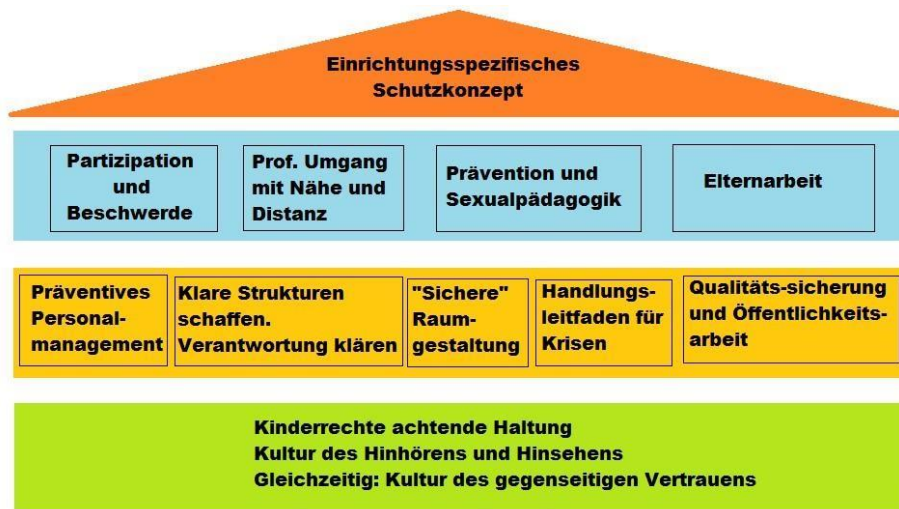 Einrichtungsspezifisches
Schutzkonzept
Partizipation
und
Beschwerde
Prof. Umgang
mit Nähe und
Distanz
Prävention und
Sexualpädagogik
Elternarbeit
Präventives
Personal-
management
Klare Strukturen
schaffen.
Verantwortung klären
"Sichere"
Raum-
gestaltung
Handlungs-
leitfaden für
Krisen
Qualitäts-sicherung
und Öffentlichkeits-
arbeit
Kinderrechte achtende Haltung
Kultur des Hinhörens und Hinsehens
Gleichzeitig: Kultur des gegenseitigen Vertrauens